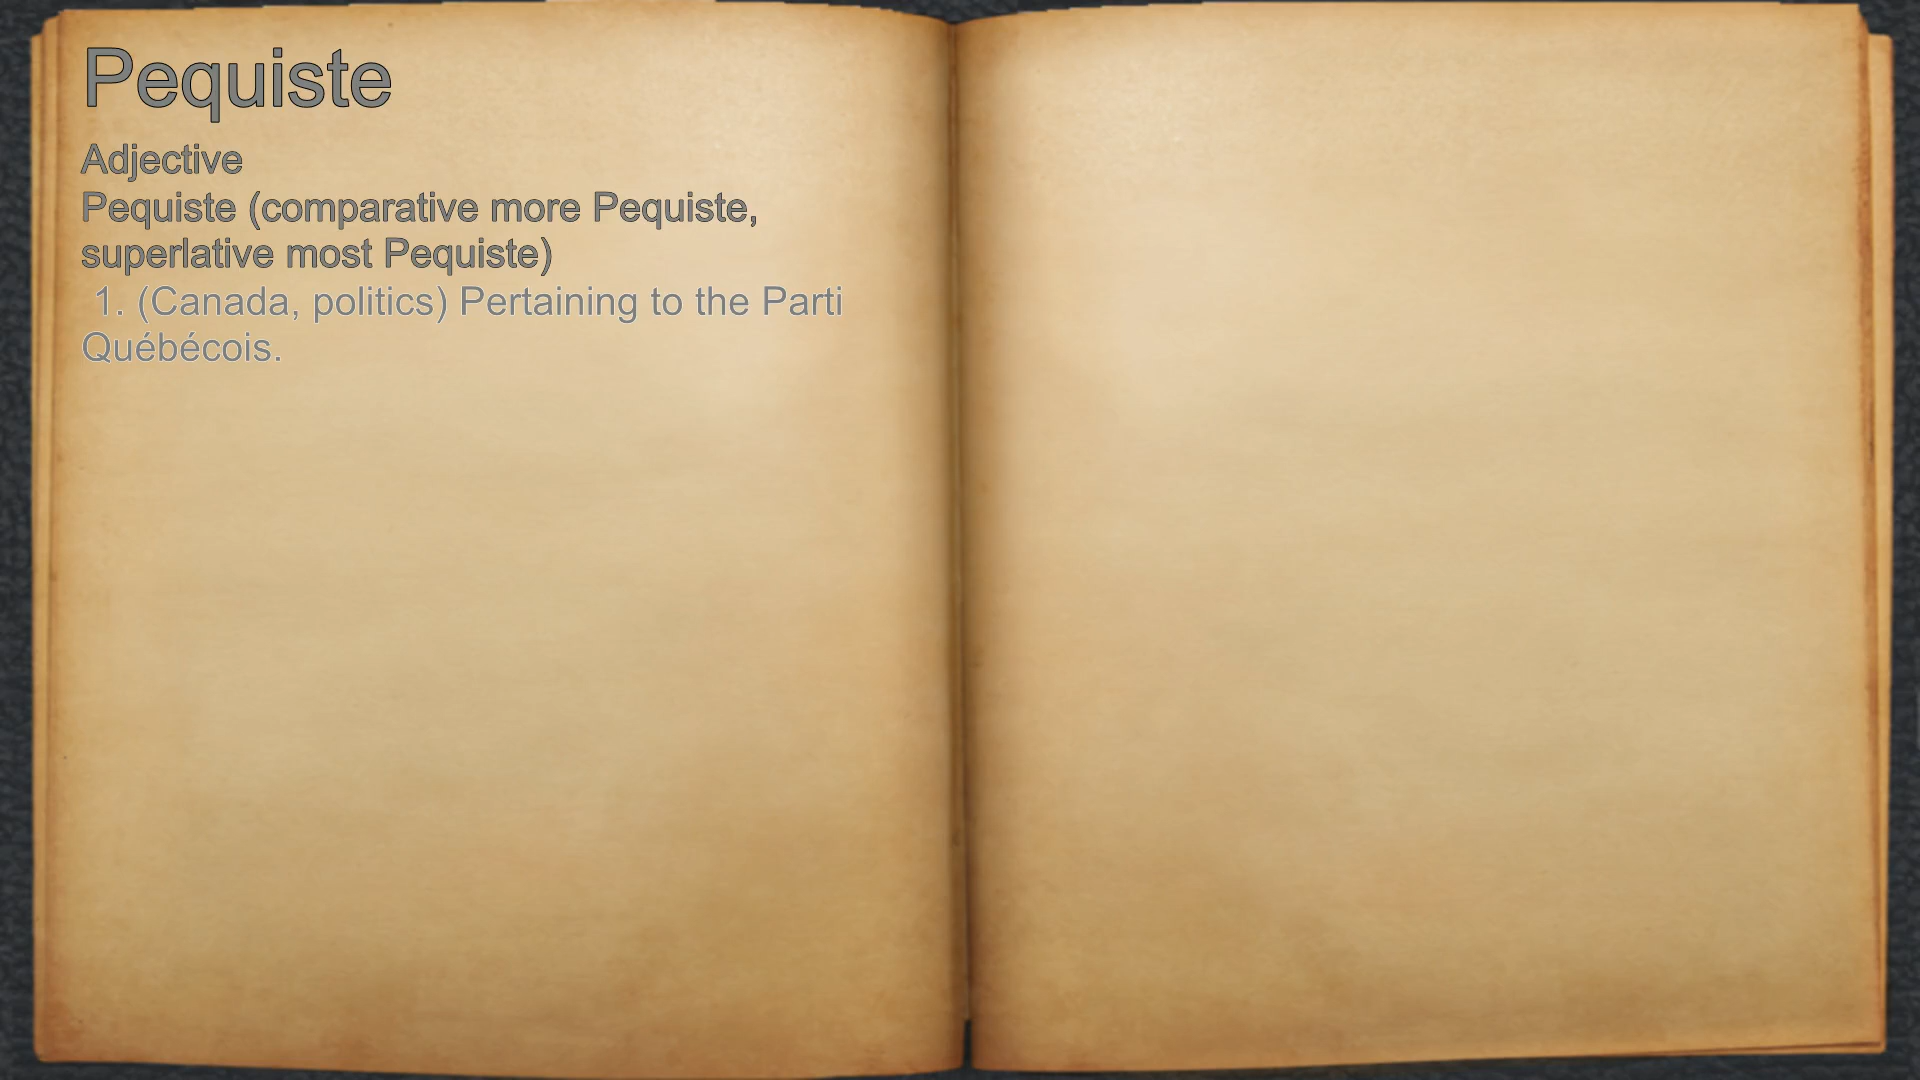 Pequiste
Adjective
Pequiste (comparative more Pequiste,
superlative most Pequiste)
1. (Canada, politics) Pertaining to the Parti
Québécois.